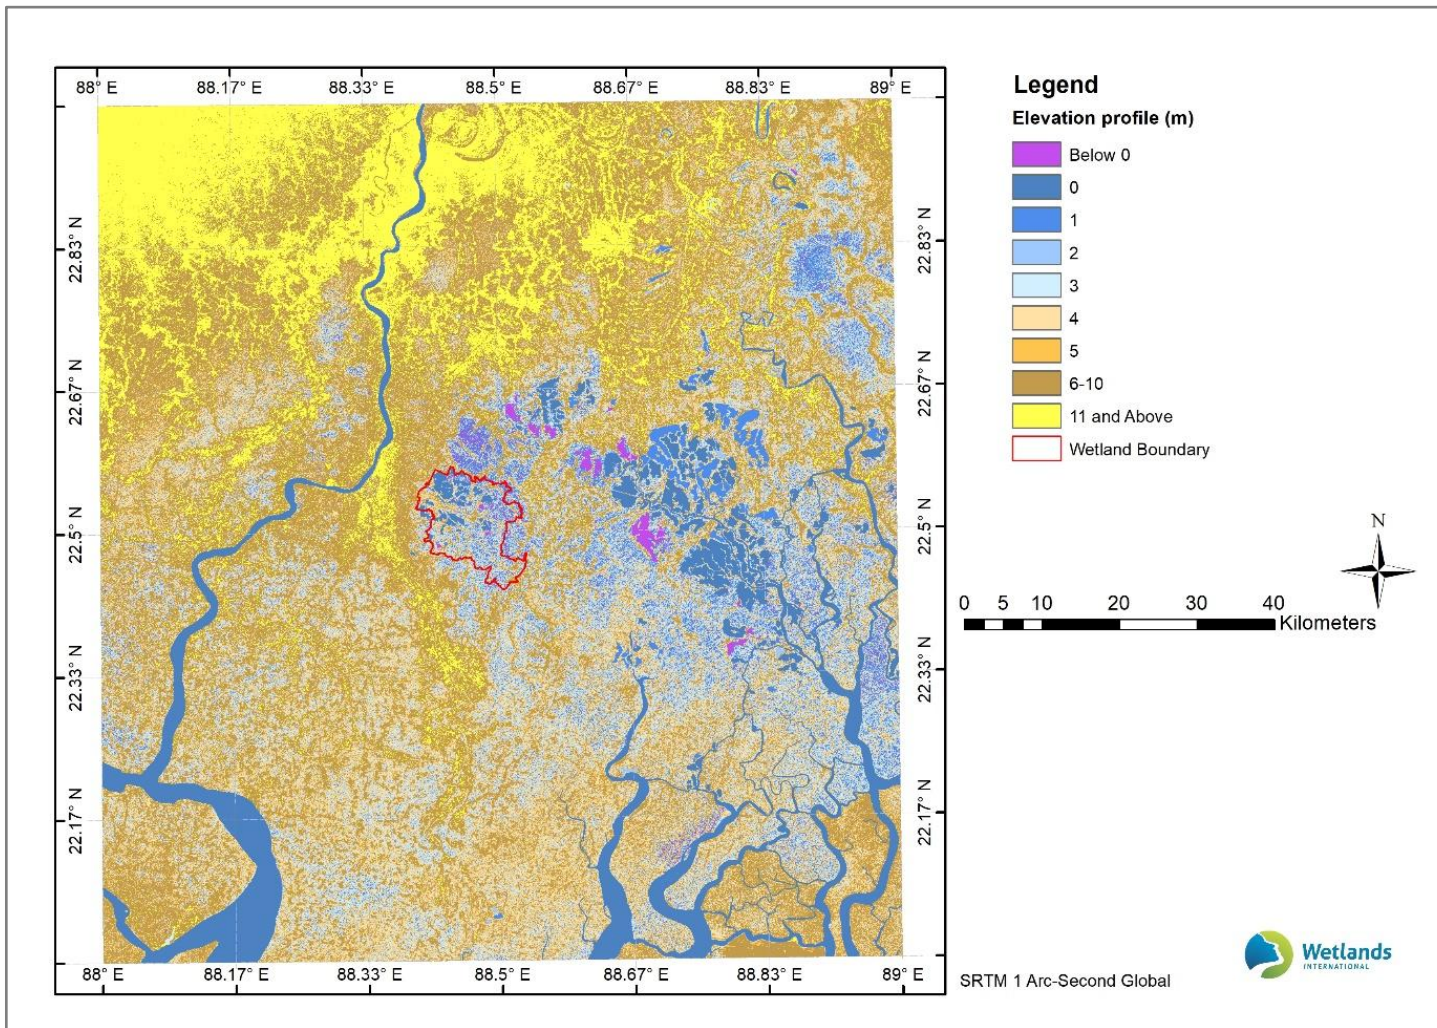 88° E 88.17° E 88.33° E 88.5° E 88.67° E 88.83° E 89° E
22.83° N
22.67° N
22.5° N
22.33° N
22.17° N
22.83° N
22.67° N
22.5° N
22.33° N
22.17° N
88° E 88.17° E 88.33° E 88.5° E 88.67° E 88.83° E 89° E
Legend
Elevation profile (m)
Below 0
0
1
2
3
4
5
6-10
11 and Above
Wetland Boundary
N
0 5 10 20 30 40
Kilometers
SRTM 1 Arc-Second Global
Wetlands
INTERNATIONAL